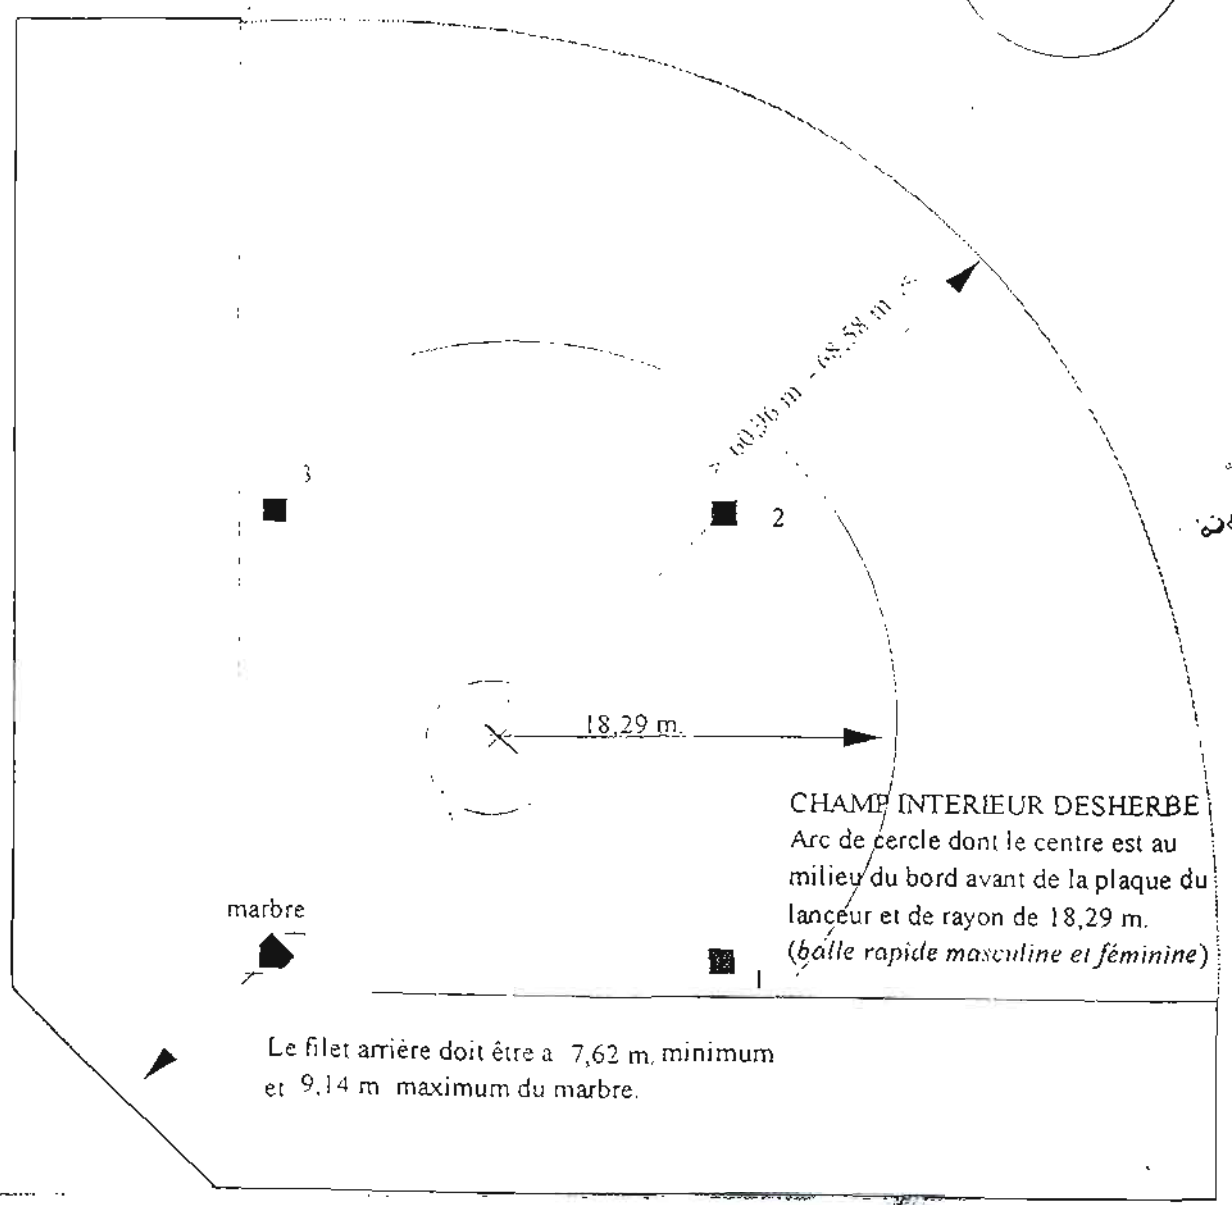 60,96 m - 68,58 m
3
2
18,29 m.
CHAMP INTERIEUR DESHERBE
Arc de cercle dont le centre est au
milieu du bord avant de la plaque du
lanceur et de rayon de 18,29 m.
(balle rapide masculine et féminine)
marbre
1
Le filet arrière doit être a 7,62 m, minimum
et 9,14 m maximum du marbre.